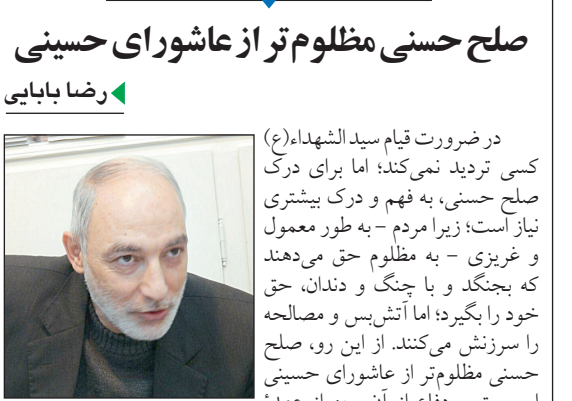 صلح حسنی مظلوم‌تر از عاشورای حسینی
رضا بابایی
در ضرورت قیام سید الشهداء(ع)
کسی تردید نمی‌کند؛ اما برای درک
صلح حسنی، به فهم و درک بیشتری
نیاز است؛ زیرا مردم - به طور معمول
و غریزی - به مظلوم حق می‌دهند
که بجنگد و با چنگ و دندان، حق
خود را بگیرد؛ اما آتش‌بس و مصالحه
را سرزنش می‌کنند. از این رو، صلح
حسنی مظلوم‌تر از عاشورای حسینی